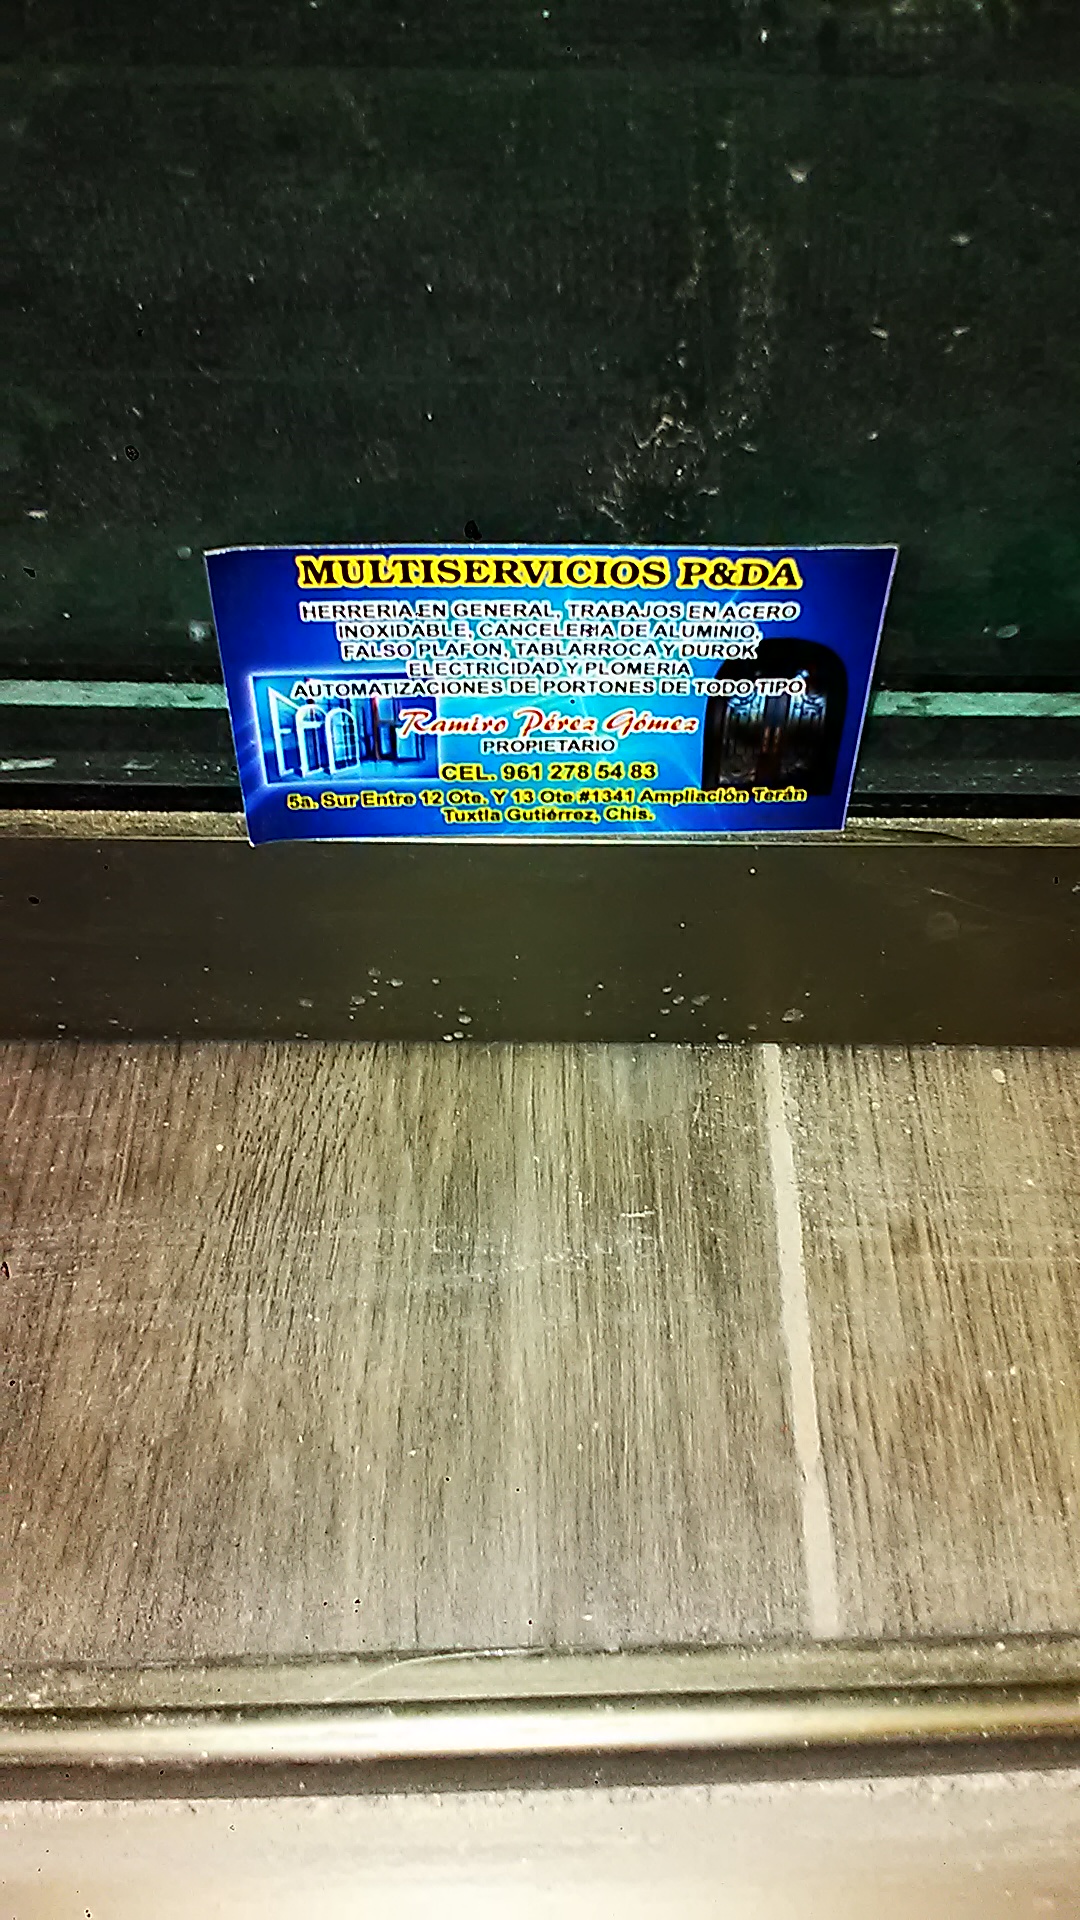 MULTISERVICIOS P&DA
HERRERIA EN GENERAL, TRABAJOS EN ACERO
INOXIDABLE, CANCELERIA DE ALUMINIO,
FALSO PLAFON, TABLARROCA Y DUROK
ELECTRICIDAD Y PLOMERIA
AUTOMATIZACIONES DE PORTONES DE TODO TIPO
Ramiro Pérez Gómez
PROPIETARIO
CEL. 961 278 54 83
5a. Sur Entre 12 Ote. Y 13 Ote #1341 Ampliación Terán
Tuxtla Gutiérrez, Chis.